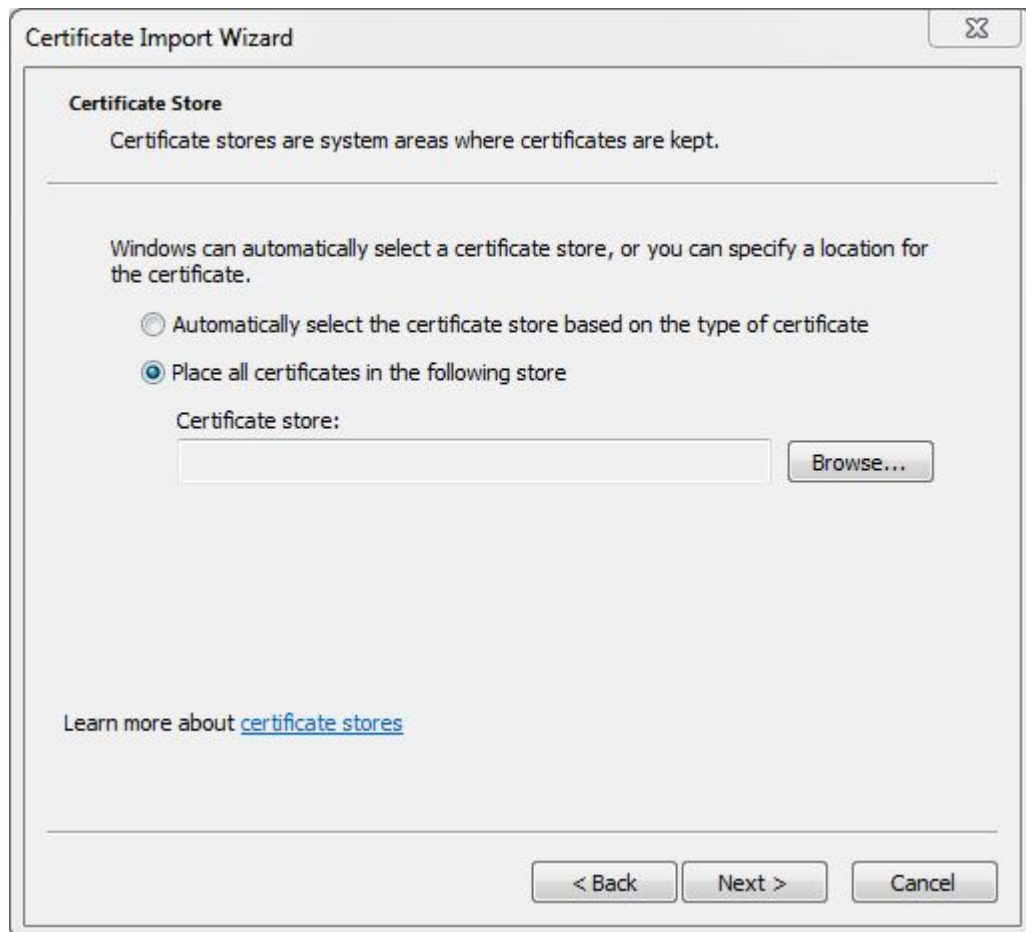 Certificate Import Wizard
Certificate Store
Certificate stores are system areas where certificates are kept.
Windows can automatically select a certificate store, or you can specify a location for
the certificate.
Automatically select the certificate store based on the type of certificate
Place all certificates in the following store
Certificate store:
Browse...
Learn more about certificate stores
< Back
Next >
Cancel